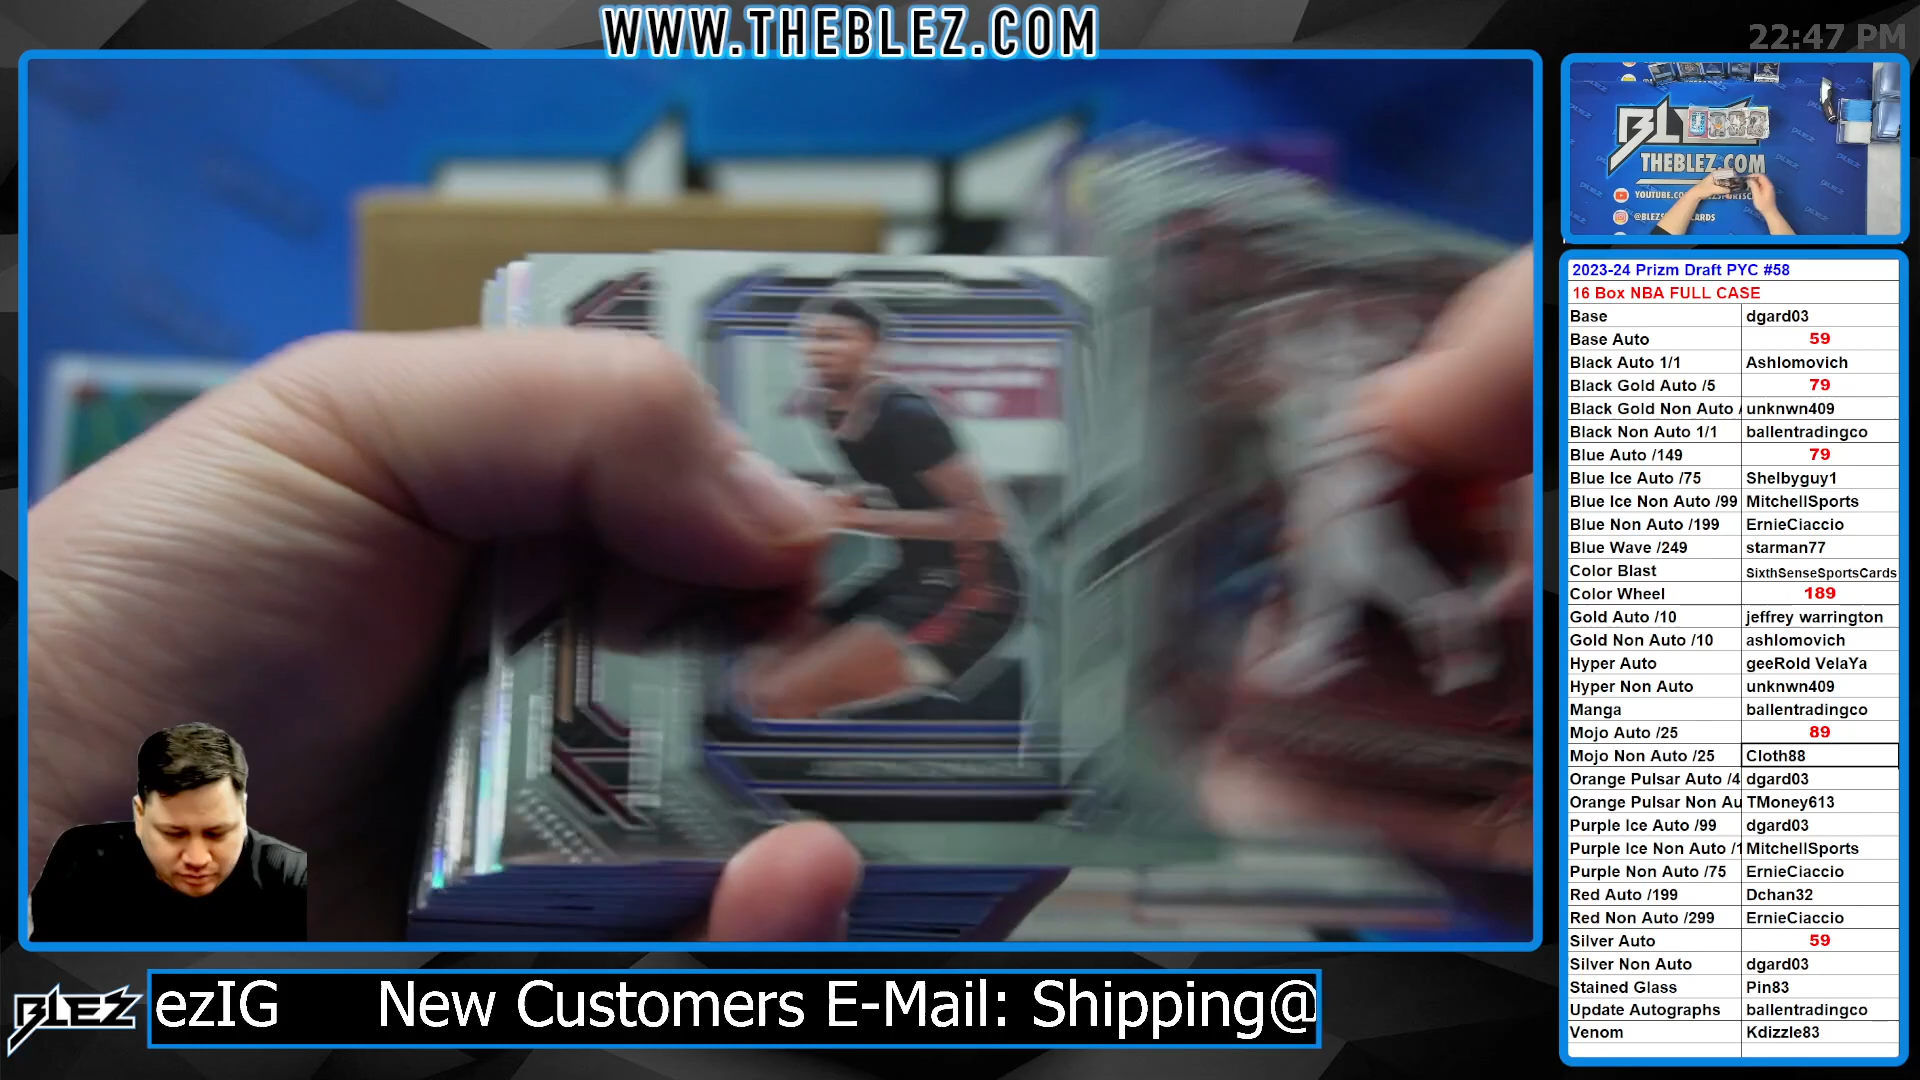 WWW.THEBLEZ.COM
22:47 PM
BL
THEBLEZ.COM
2023-24 Prizm Draft PYC #58
16 Box NBA FULL CASE
Base dgard03
Base Auto 59
Black Auto 1/1 Ashlomovich
Black Gold Auto /5 79
Black Gold Non Auto / unknwn409
Black Non Auto 1/1 ballentradingco
Blue Auto /149 79
Blue Ice Auto /75 Shelbyguy1
Blue Ice Non Auto /99 MitchellSports
Blue Non Auto /199 ErnieCiaccio
Blue Wave /249 starman77
Color Blast SixthSenseSportsCards
Color Wheel 189
Gold Auto /10 jeffrey warrington
Gold Non Auto /10 ashlomovich
Hyper Auto geeRold VelaYa
Hyper Non Auto unknwn409
Manga ballentradingco
Mojo Auto /25 89
Mojo Non Auto /25 Cloth88
Orange Pulsar Auto /4 dgard03
Orange Pulsar Non Au TMoney613
Purple Ice Auto /99 dgard03
Purple Ice Non Auto /1 MitchellSports
Purple Non Auto /75 ErnieCiaccio
Red Auto /199 Dchan32
Red Non Auto /299 ErnieCiaccio
Silver Auto 59
Silver Non Auto dgard03
Stained Glass Pin83
Update Autographs ballentradingco
Venom Kdizzle83
BLEZ
ezIG New Customers E-Mail: Shipping@